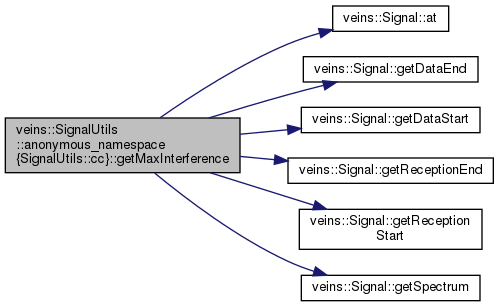 veins::Signal::at
veins::Signal::getDataEnd
veins::SignalUtils
::anonymous_namespace
{SignalUtils::cc}::getMaxInterference
veins::Signal::getDataStart
veins::Signal::getReceptionEnd
veins::Signal::getReception
Start
veins::Signal::getSpectrum